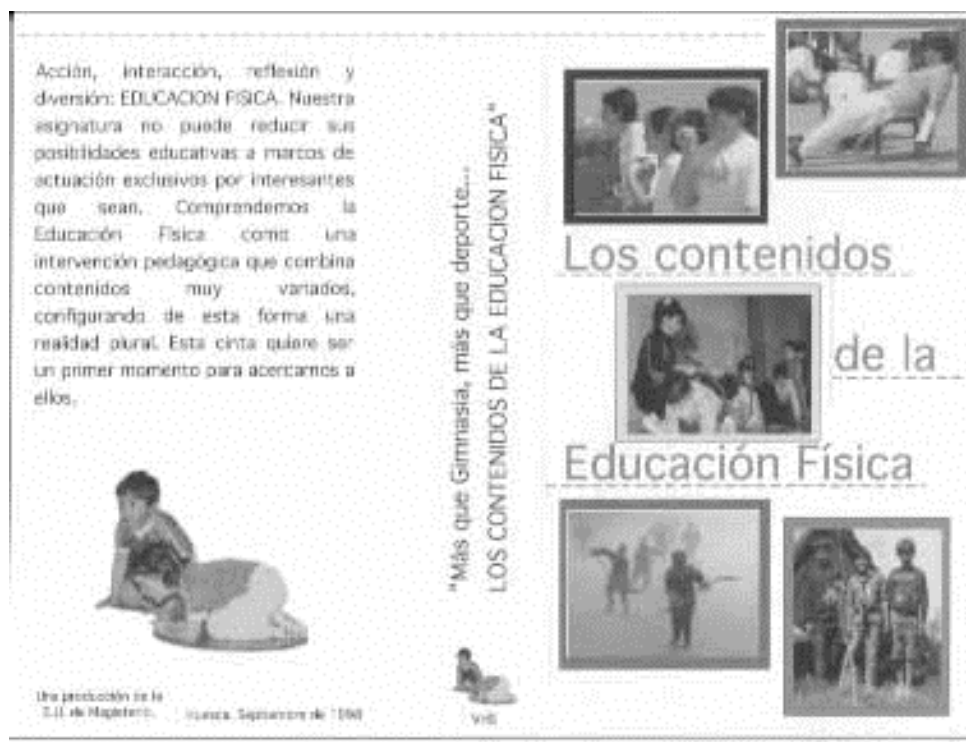 Acción, interacción, reflexión y
diversión: EDUCACION FISICA. Nuestra
asignatura no puede reducir sus
posibilidades educativas a marcos de
actuación exclusivos por interesantes
que sean. Comprendemos la
Educación Física como una
intervención pedagógica que combina
contenidos muy variados,
configurando de esta forma una
realidad plural. Esta cinta quiere ser
un primer momento para acercarnos a
ellos.
Una producción de la
E.U. de Magisterio.
Huesca, Septiembre de 1998
"Más que Gimnasia, más que deporte...
LOS CONTENIDOS DE LA EDUCACION FISICA"
VHS
Los contenidos
de la
Educación Física